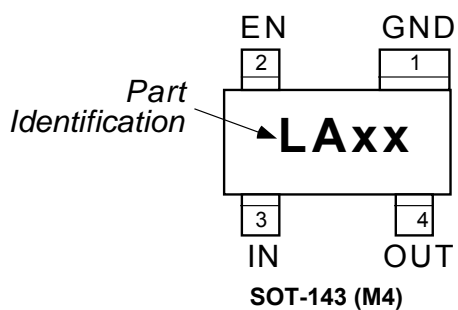 EN GND
2 1
Part
Identification
LAxx
3 4
IN OUT
SOT-143 (M4)